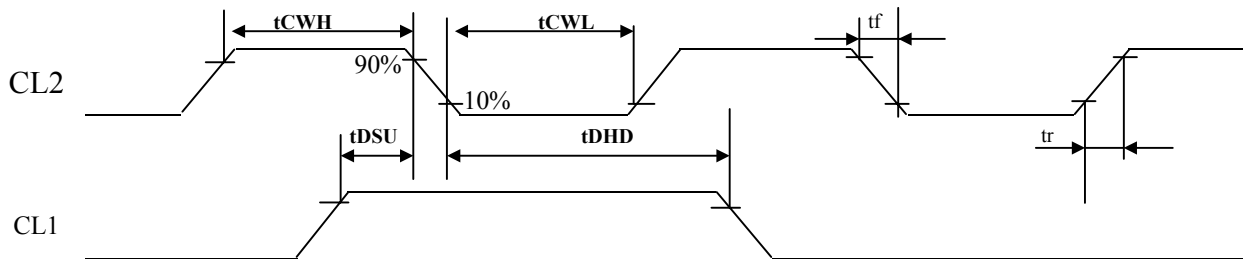 tCWH
tCWL
tf
CL2
90%
10%
tDSU
tDHD
tr
CL1